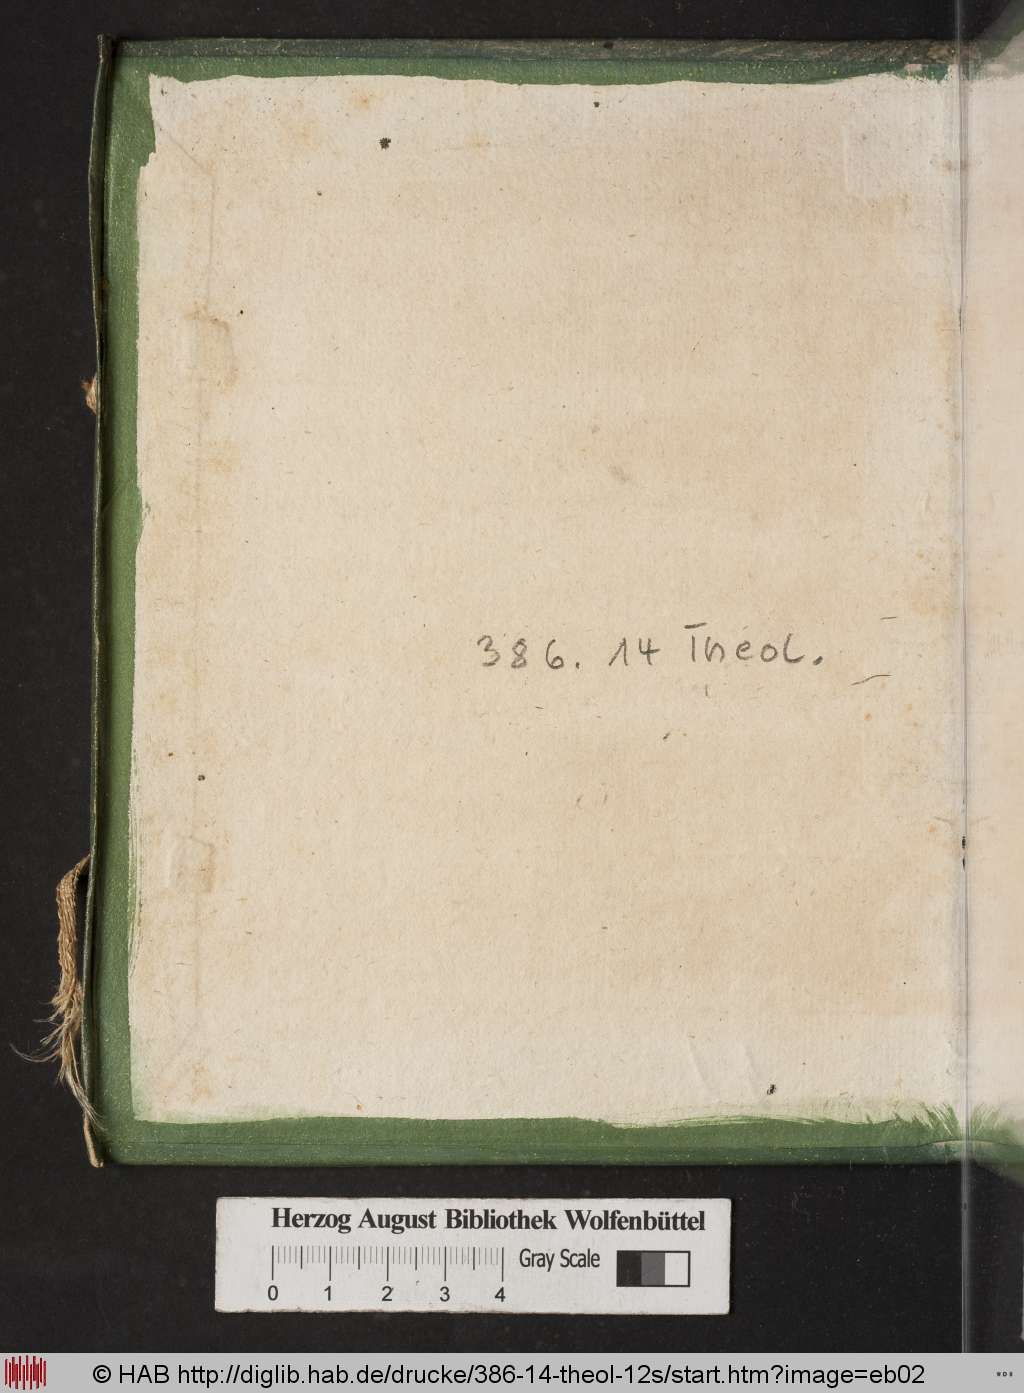 386. 14 Theol.
Herzog August Bibliothek Wolfenbüttel
Gray Scale
0 1 2 3 4
© HAB http://diglib.hab.de/drucke/386-14-theol-12s/start.htm?image=eb02